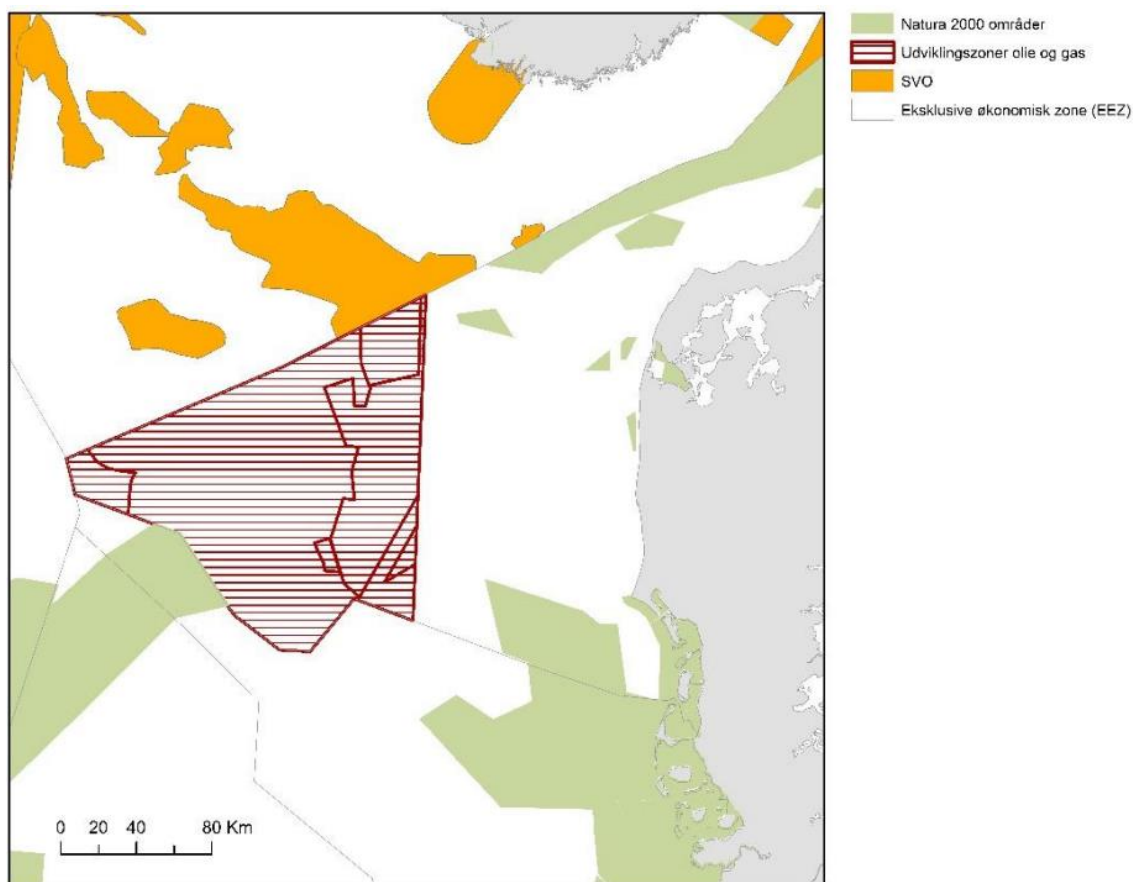 Natura 2000 områder
Udviklingszoner olie og gas
SVO
Eksklusive økonomisk zone (EEZ)
0 20 40 80 Km